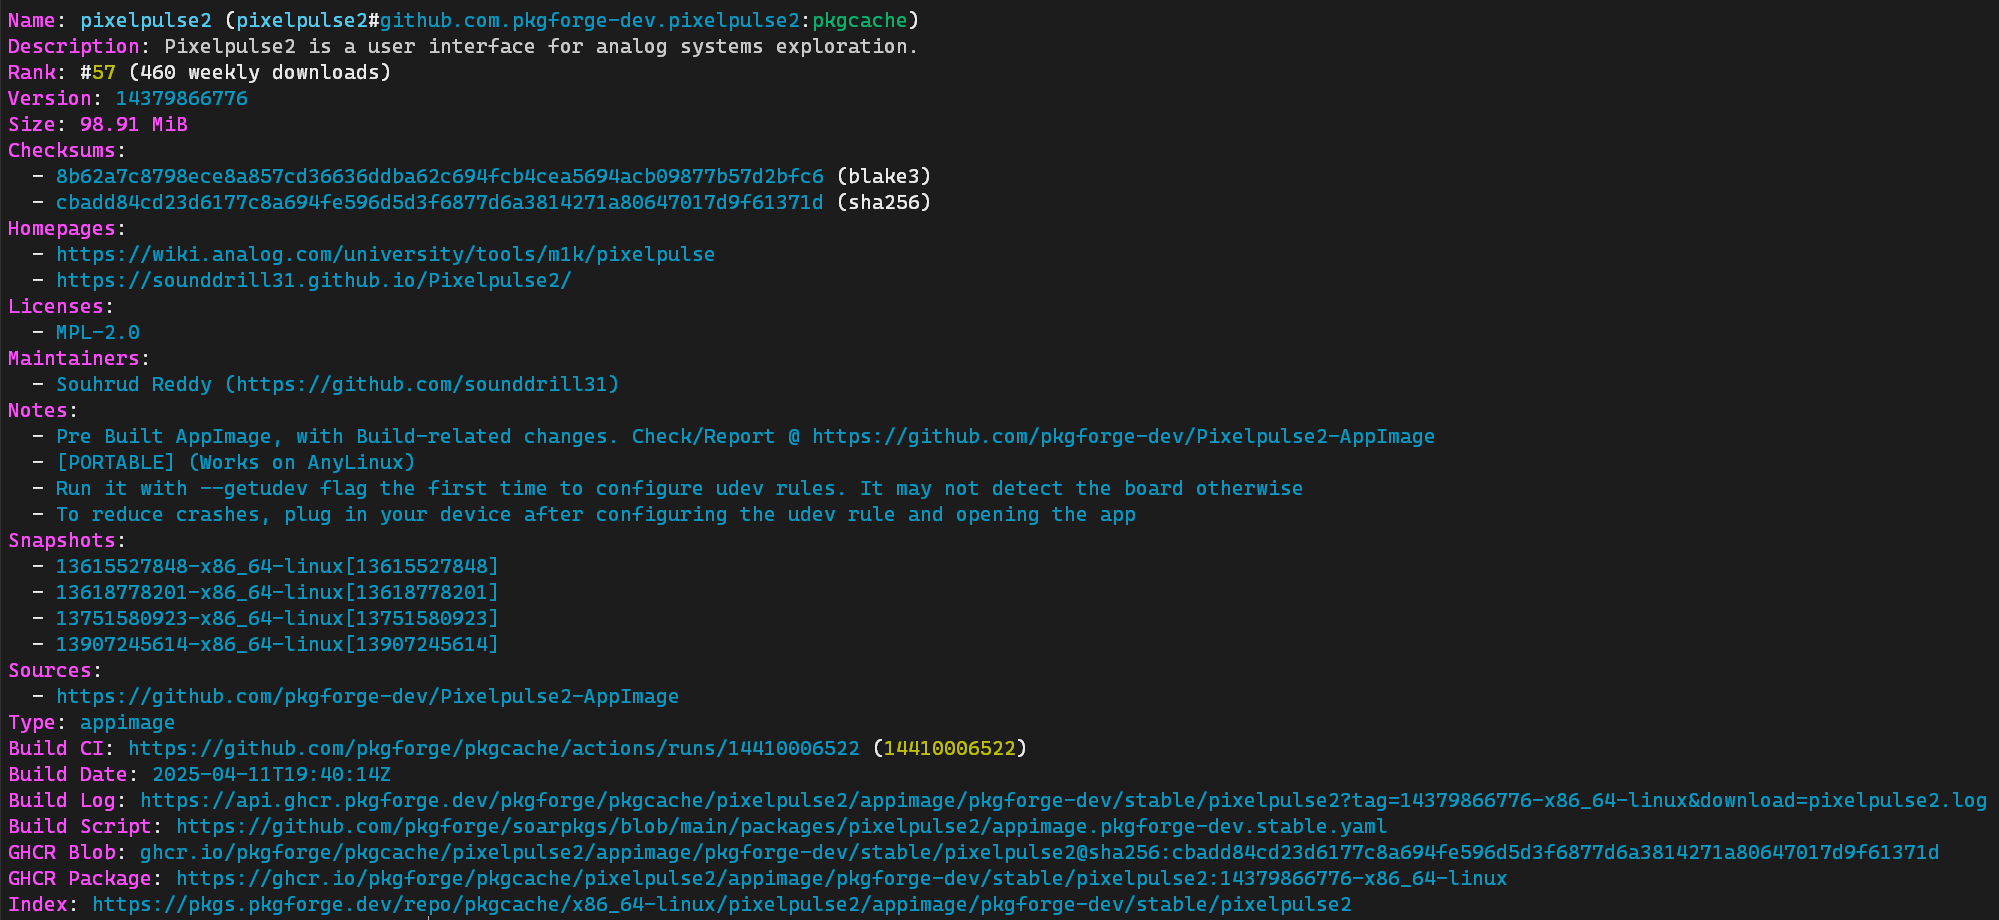 Name: pixelpulse2 (pixelpulse2#github.com.pkgforge-dev.pixelpulse2:pkgcache)
Description: Pixelpulse2 is a user interface for analog systems exploration.
Rank: #57 (460 weekly downloads)
Version: 14379866776
Size: 98.91 MiB
Checksums:
  - 8b62a7c8798ece8a857cd36636ddba62c694fcb4cea5694acb09877b57d2bfc6 (blake3)
  - cbadd84cd23d6177c8a694fe596d5d3f6877d6a3814271a80647017d9f61371d (sha256)
Homepages:
  - https://wiki.analog.com/university/tools/m1k/pixelpulse
  - https://sounddrill31.github.io/Pixelpulse2/
Licenses:
  - MPL-2.0
Maintainers:
  - Souhrud Reddy (https://github.com/sounddrill31)
Notes:
  - Pre Built AppImage, with Build-related changes. Check/Report @ https://github.com/pkgforge-dev/Pixelpulse2-AppImage
  - [PORTABLE] (Works on AnyLinux)
  - Run it with --getudev flag the first time to configure udev rules. It may not detect the board otherwise
  - To reduce crashes, plug in your device after configuring the udev rule and opening the app
Snapshots:
  - 13615527848-x86_64-linux[13615527848]
  - 13618778201-x86_64-linux[13618778201]
  - 13751580923-x86_64-linux[13751580923]
  - 13907245614-x86_64-linux[13907245614]
Sources:
  - https://github.com/pkgforge-dev/Pixelpulse2-AppImage
Type: appimage
Build CI: https://github.com/pkgforge/pkgcache/actions/runs/14410006522 (14410006522)
Build Date: 2025-04-11T19:40:14Z
Build Log: https://api.ghcr.pkgforge.dev/pkgforge/pkgcache/pixelpulse2/appimage/pkgforge-dev/stable/pixelpulse2?tag=14379866776-x86_64-linux&download=pixelpulse2.log
Build Script: https://github.com/pkgforge/soarpkgs/blob/main/packages/pixelpulse2/appimage.pkgforge-dev.stable.yaml
GHCR Blob: ghcr.io/pkgforge/pkgcache/pixelpulse2/appimage/pkgforge-dev/stable/pixelpulse2@sha256:cbadd84cd23d6177c8a694fe596d5d3f6877d6a3814271a80647017d9f61371d
GHCR Package: https://ghcr.io/pkgforge/pkgcache/pixelpulse2/appimage/pkgforge-dev/stable/pixelpulse2:14379866776-x86_64-linux
Index: https://pkgs.pkgforge.dev/repo/pkgcache/x86_64-linux/pixelpulse2/appimage/pkgforge-dev/stable/pixelpulse2